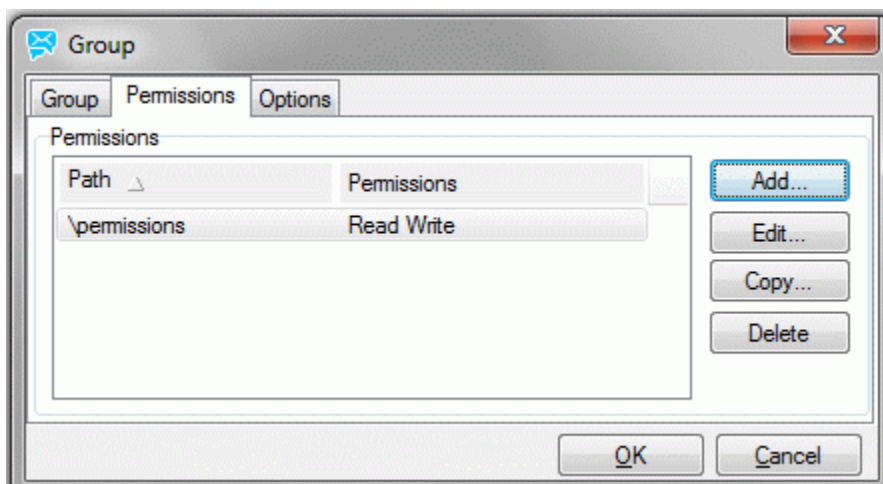 Group
Group Permissions Options
Permissions
Path Permissions Add...
\permissions Read Write Edit...
Copy...
Delete
OK Cancel